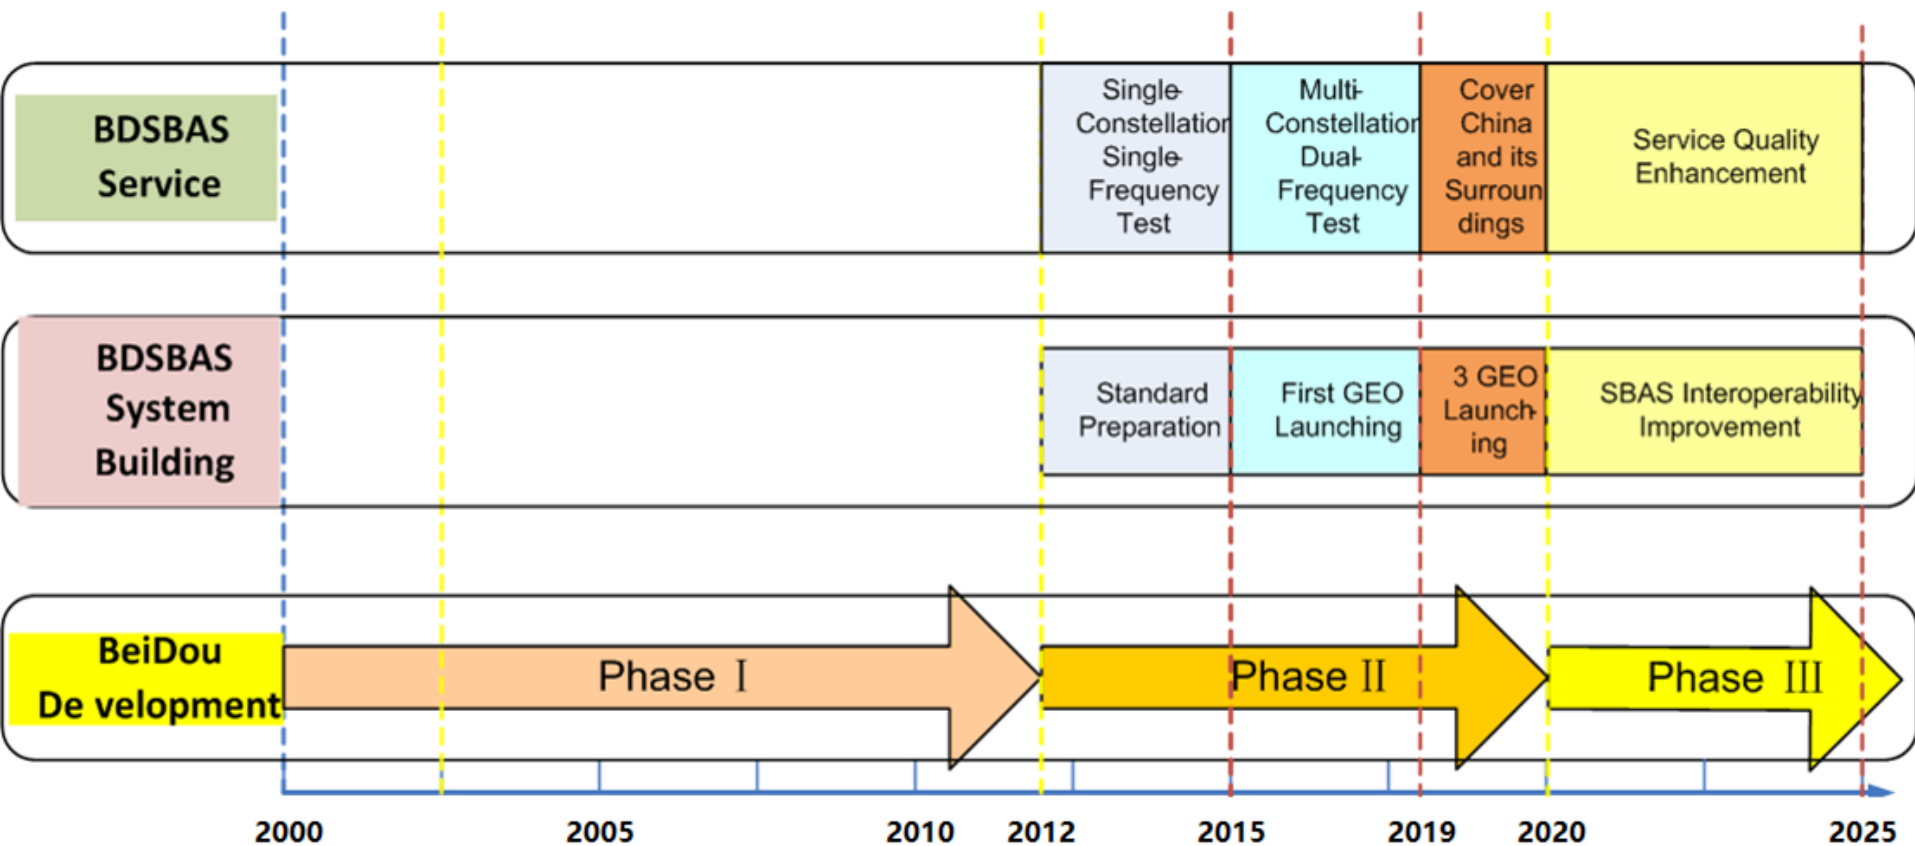 BDSBAS
Service
Single-
Constellation
Single-
Frequency
Test
Multi-
Constellation
Dual-
Frequency
Test
Cover
China
and its
Surroun
dings
Service Quality
Enhancement
BDSBAS
System
Building
Standard
Preparation
First GEO
Launching
3 GEO
Launch-
ing
SBAS Interoperability
Improvement
BeiDou
De velopment
Phase Ⅰ
Phase Ⅱ
Phase Ⅲ
2000
2005
2010
2012
2015
2019
2020
2025